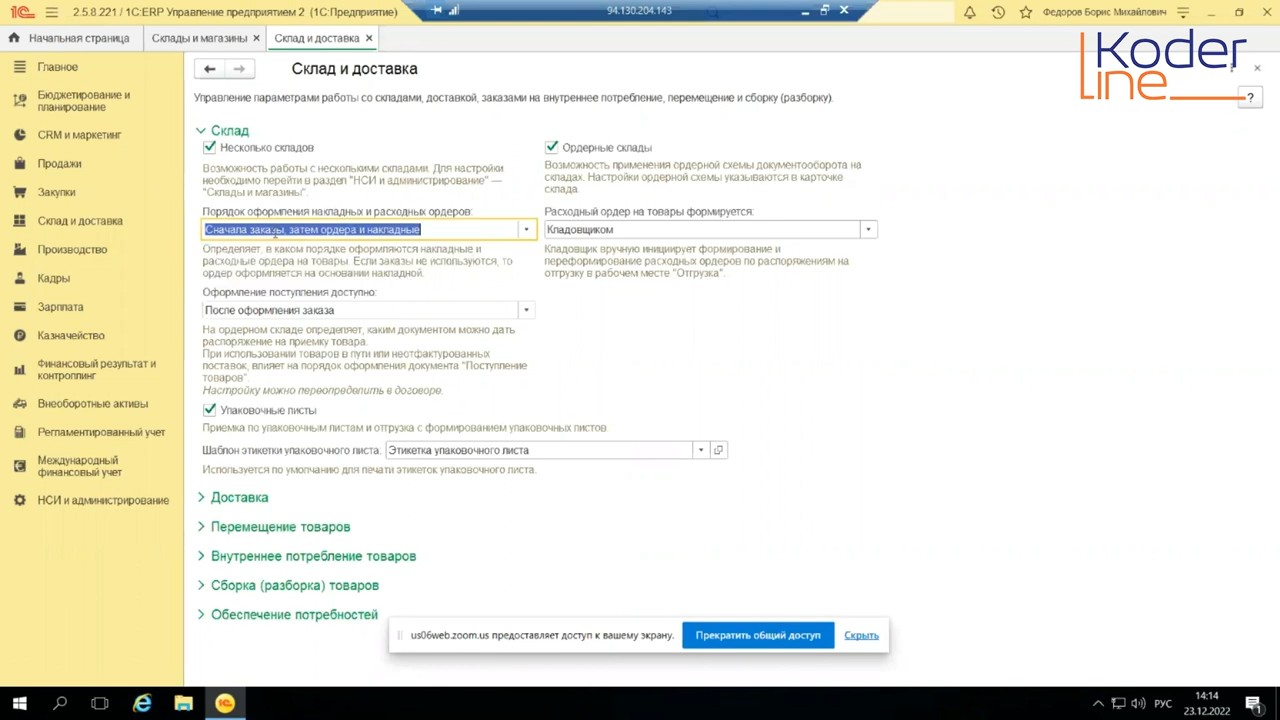 2.5.8.221 / 1С:ERP Управление предприятием 2 (1С:Предприятие)
94.130.204.143
Федоров Борис Михайлович
Начальная страница
Склады и магазины
Склад и доставка
Koder
line
Главное
Бюджетирование и
планирование
CRM и маркетинг
Продажи
Закупки
Склад и доставка
Производство
Кадры
Зарплата
Казначейство
Финансовый результат и
контроллинг
Внеоборотные активы
Регламентированный учет
Международный
финансовый учет
НСИ и администрирование
Склад и доставка
?
Управление параметрами работы со складами, доставкой, заказами на внутреннее потребление, перемещение и сборку (разборку).
Склад
Несколько складов
Возможность работы с несколькими складами. Для настройки
необходимо перейти в раздел "НСИ и администрирование" —
"Склады и магазины".
Ордерные склады
Возможность применения ордерной схемы документооборота на
складах. Настройки ордерной схемы указываются в карточке
склада.
Порядок оформления накладных и расходных ордеров:
Сначала заказы, затем ордера и накладные
Определяет, в каком порядке оформляются накладные и
расходные ордера на товары. Если заказы не используются, то
ордер оформляется на основании накладной.
Расходный ордер на товары формируется:
Кладовщиком
Кладовщик вручную инициирует формирование и
переформирование расходных ордеров по распоряжениям на
отгрузку в рабочем месте "Отгрузка".
Оформление поступления доступно:
После оформления заказа
На ордерном складе определяет, каким документом можно дать
распоряжение на приемку товара.
При использовании товаров в пути или неотфактурованных
поставок, влияет на порядок оформления документа "Поступление
товаров".
Настройку можно переопределить в договоре.
Упаковочные листы
Приемка по упаковочным листам и отгрузка с формированием упаковочных листов.
Шаблон этикетки упаковочного листа:
Этикетка упаковочного листа
Используется по умолчанию для печати этикеток упаковочного листа.
Доставка
Перемещение товаров
Внутреннее потребление товаров
Сборка (разборка) товаров
Обеспечение потребностей
us06web.zoom.us предоставляет доступ к вашему экрану.
Прекратить общий доступ
Скрыть
РУС
14:14
23.12.2022
1